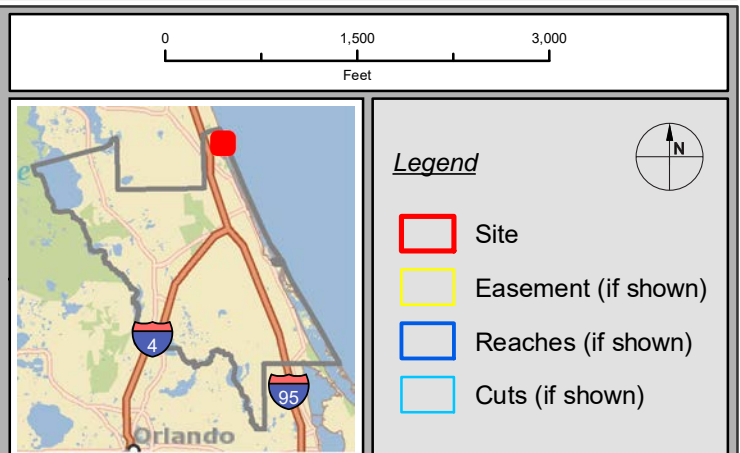 0 1,500 3,000
Feet
4
95
Orlando
Legend
N
Site
Easement (if shown)
Reaches (if shown)
Cuts (if shown)